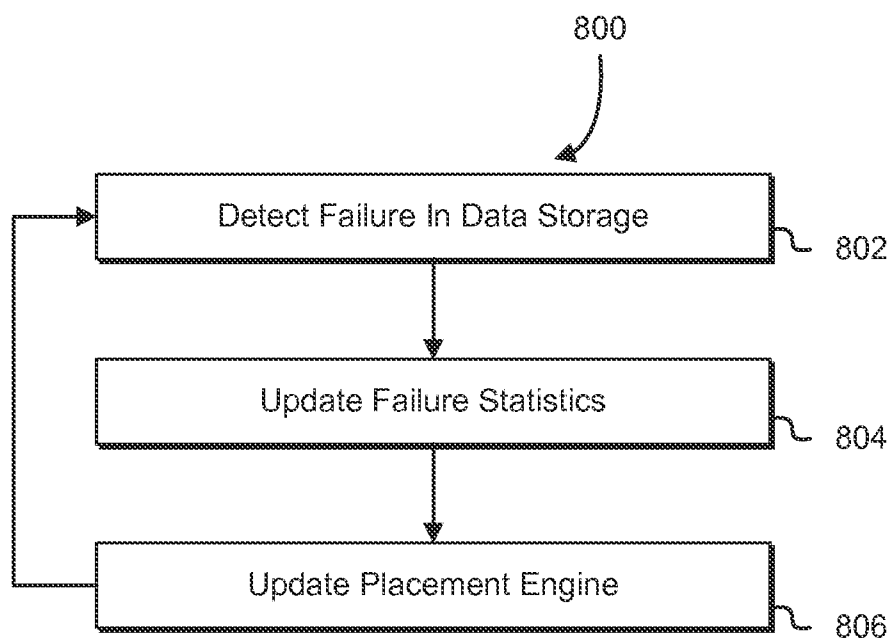 800
Detect Failure In Data Storage
802
Update Failure Statistics
804
Update Placement Engine
806